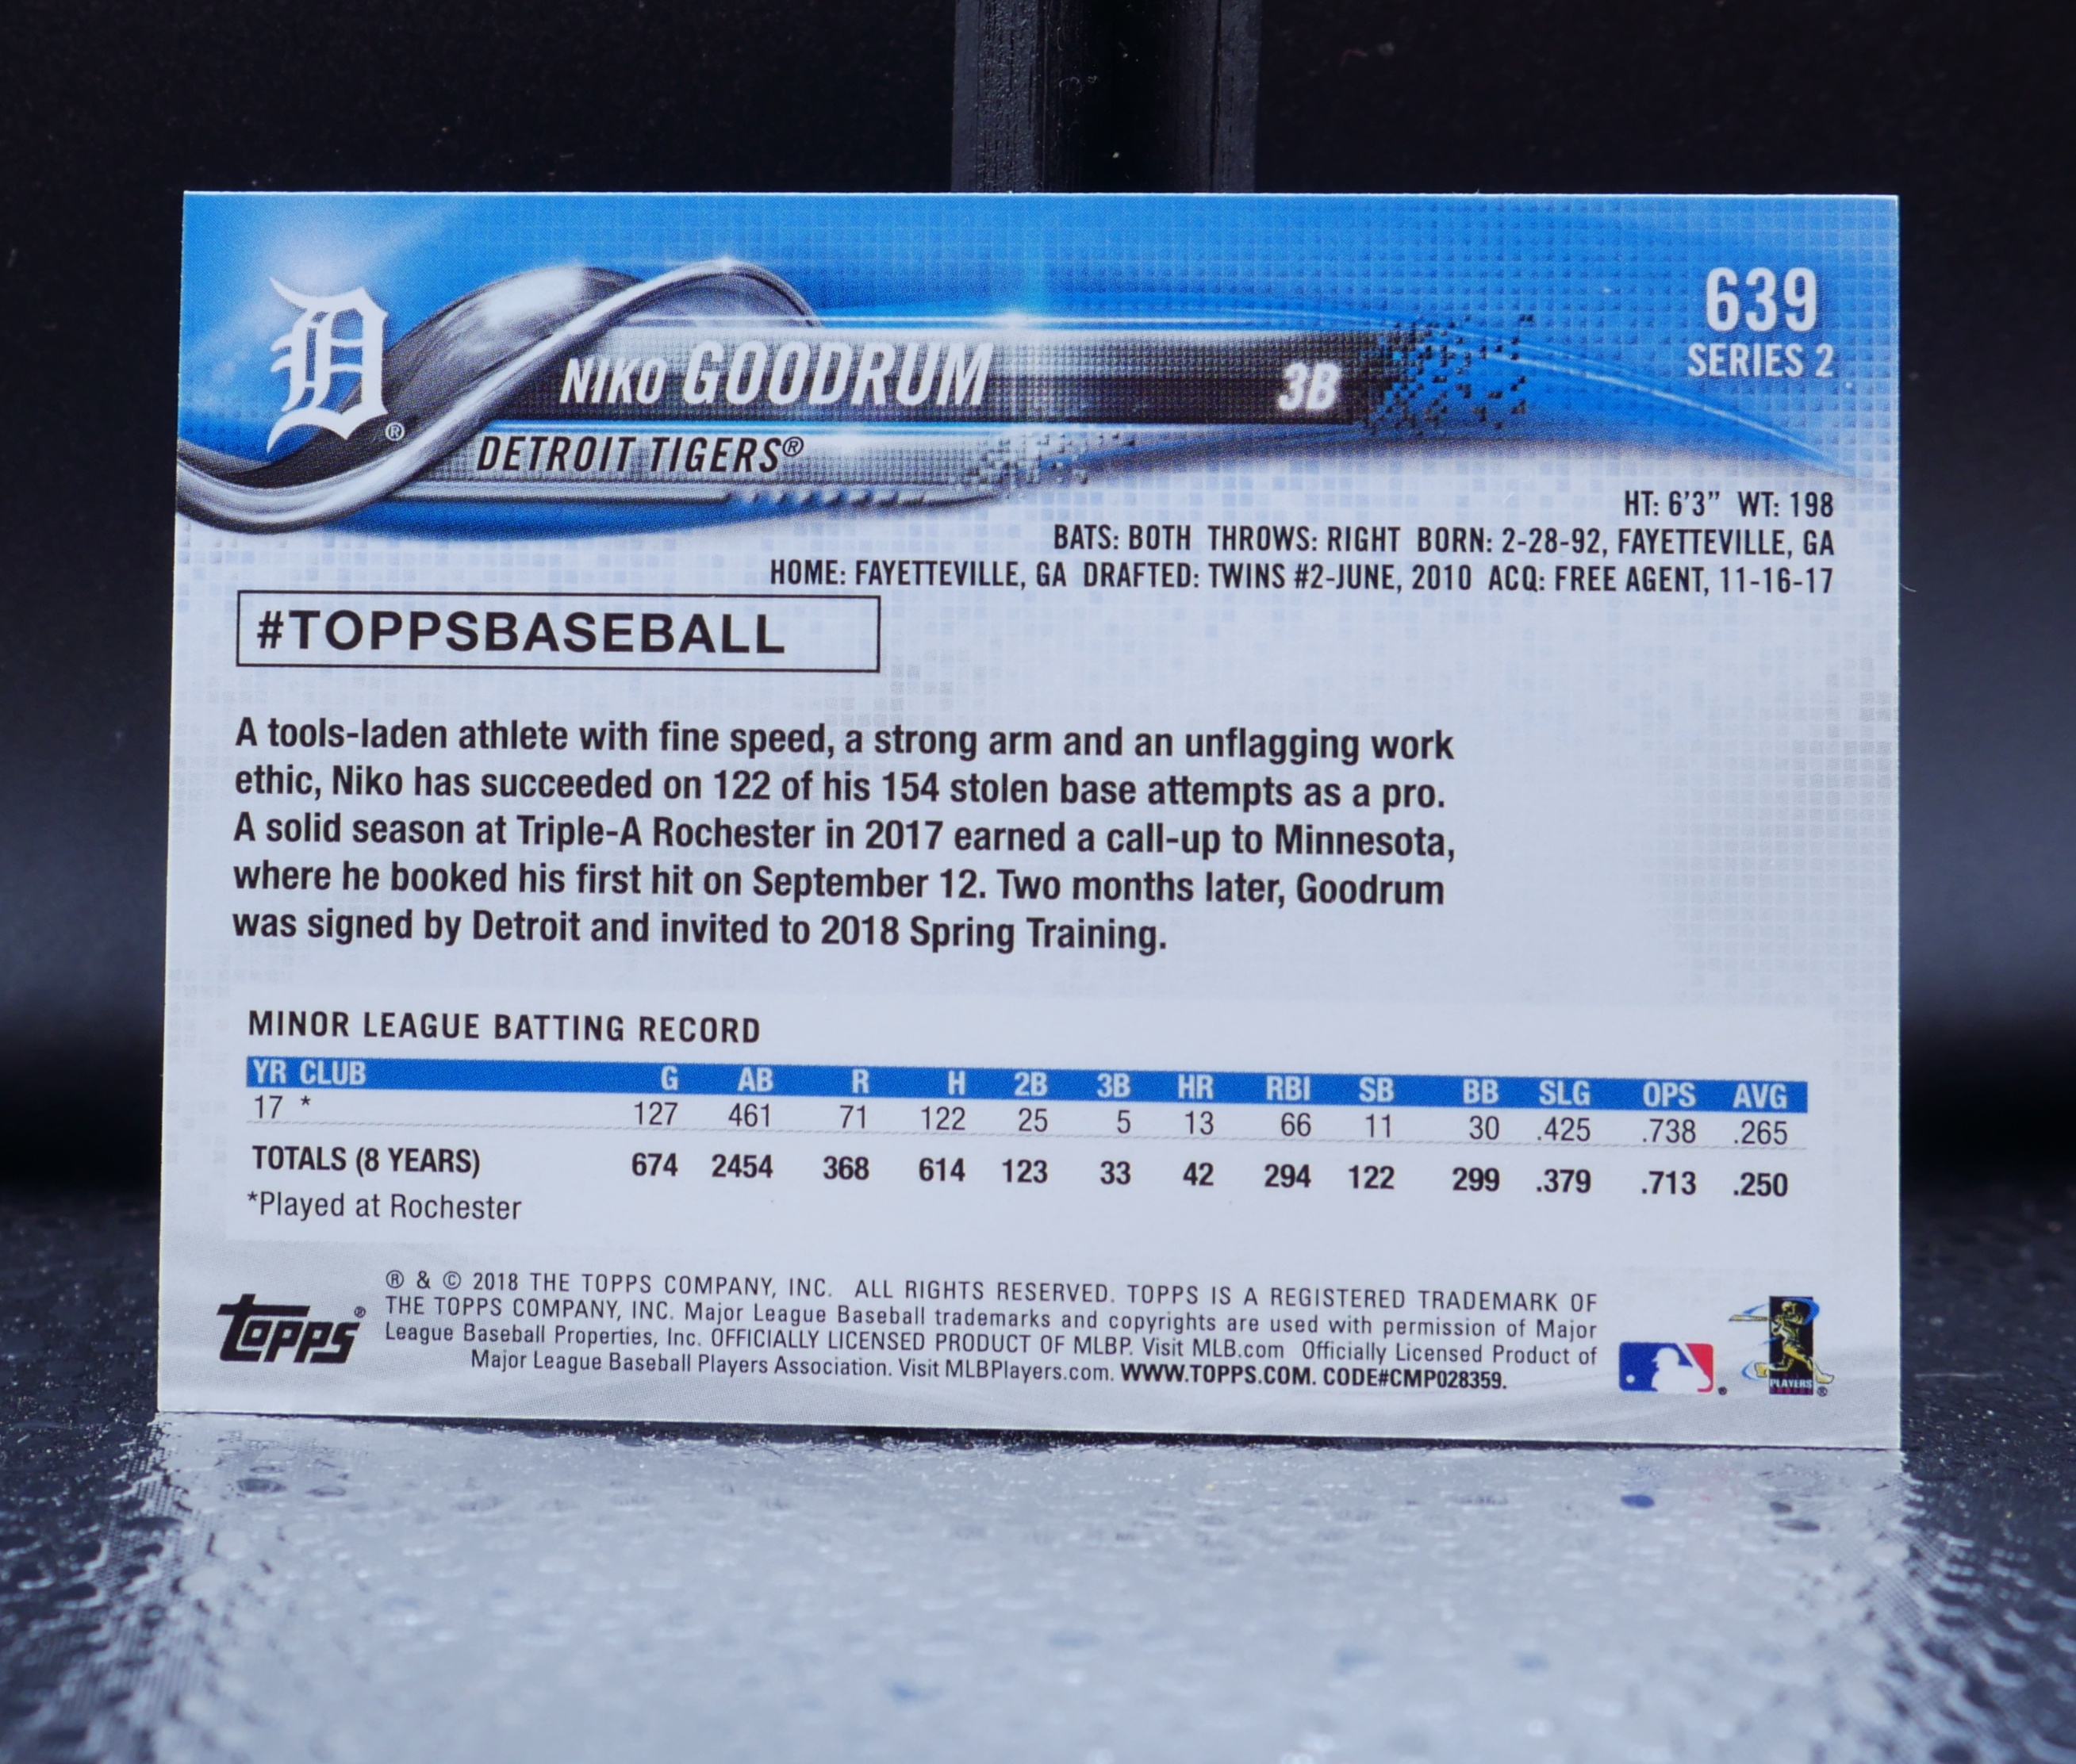 639
SERIES 2
NIKO GOODRUM 3B
DETROIT TIGERS®
HT: 6'3" WT: 198
BATS: BOTH THROWS: RIGHT BORN: 2-28-92, FAYETTEVILLE, GA
HOME: FAYETTEVILLE, GA DRAFTED: TWINS #2-JUNE, 2010 ACQ: FREE AGENT, 11-16-17
#TOPPSBASEBALL
A tools-laden athlete with fine speed, a strong arm and an unflagging work
ethic, Niko has succeeded on 122 of his 154 stolen base attempts as a pro.
A solid season at Triple-A Rochester in 2017 earned a call-up to Minnesota,
where he booked his first hit on September 12. Two months later, Goodrum
was signed by Detroit and invited to 2018 Spring Training.
MINOR LEAGUE BATTING RECORD
YR CLUB G AB R H 2B 3B HR RBI SB BB SLG OPS AVG
17 * 127 461 71 122 25 5 13 66 11 30 .425 .738 .265
TOTALS (8 YEARS) 674 2454 368 614 123 33 42 294 122 299 .379 .713 .250
*Played at Rochester
® & © 2018 THE TOPPS COMPANY, INC. ALL RIGHTS RESERVED. TOPPS IS A REGISTERED TRADEMARK OF
THE TOPPS COMPANY, INC. Major League Baseball trademarks and copyrights are used with permission of Major
League Baseball Properties, Inc. OFFICIALLY LICENSED PRODUCT OF MLBP. Visit MLB.com Officially Licensed Product of
Major League Baseball Players Association. Visit MLBPlayers.com. WWW.TOPPS.COM. CODE#CMP028359.
Topps®
PLAYERS